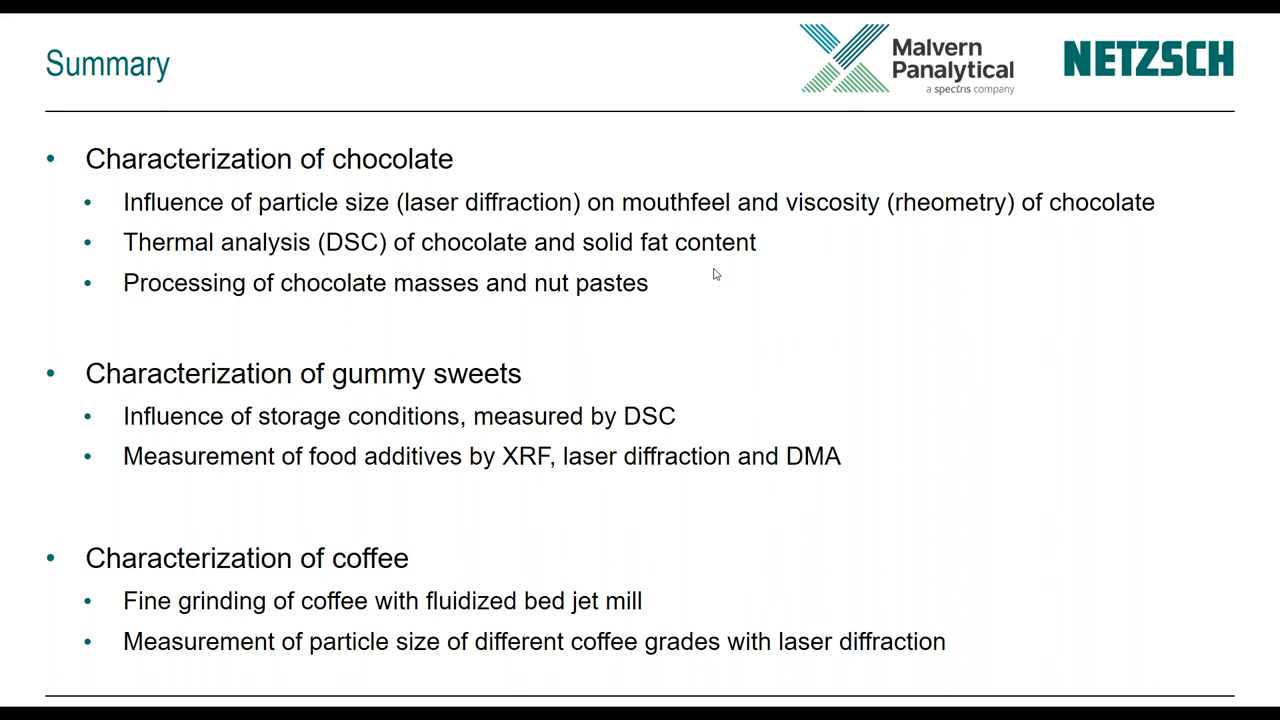 Summary
Malvern
Panalytical
a spectris company
NETZSCH
• Characterization of chocolate
• Influence of particle size (laser diffraction) on mouthfeel and viscosity (rheometry) of chocolate
• Thermal analysis (DSC) of chocolate and solid fat content
• Processing of chocolate masses and nut pastes
• Characterization of gummy sweets
• Influence of storage conditions, measured by DSC
• Measurement of food additives by XRF, laser diffraction and DMA
• Characterization of coffee
• Fine grinding of coffee with fluidized bed jet mill
• Measurement of particle size of different coffee grades with laser diffraction